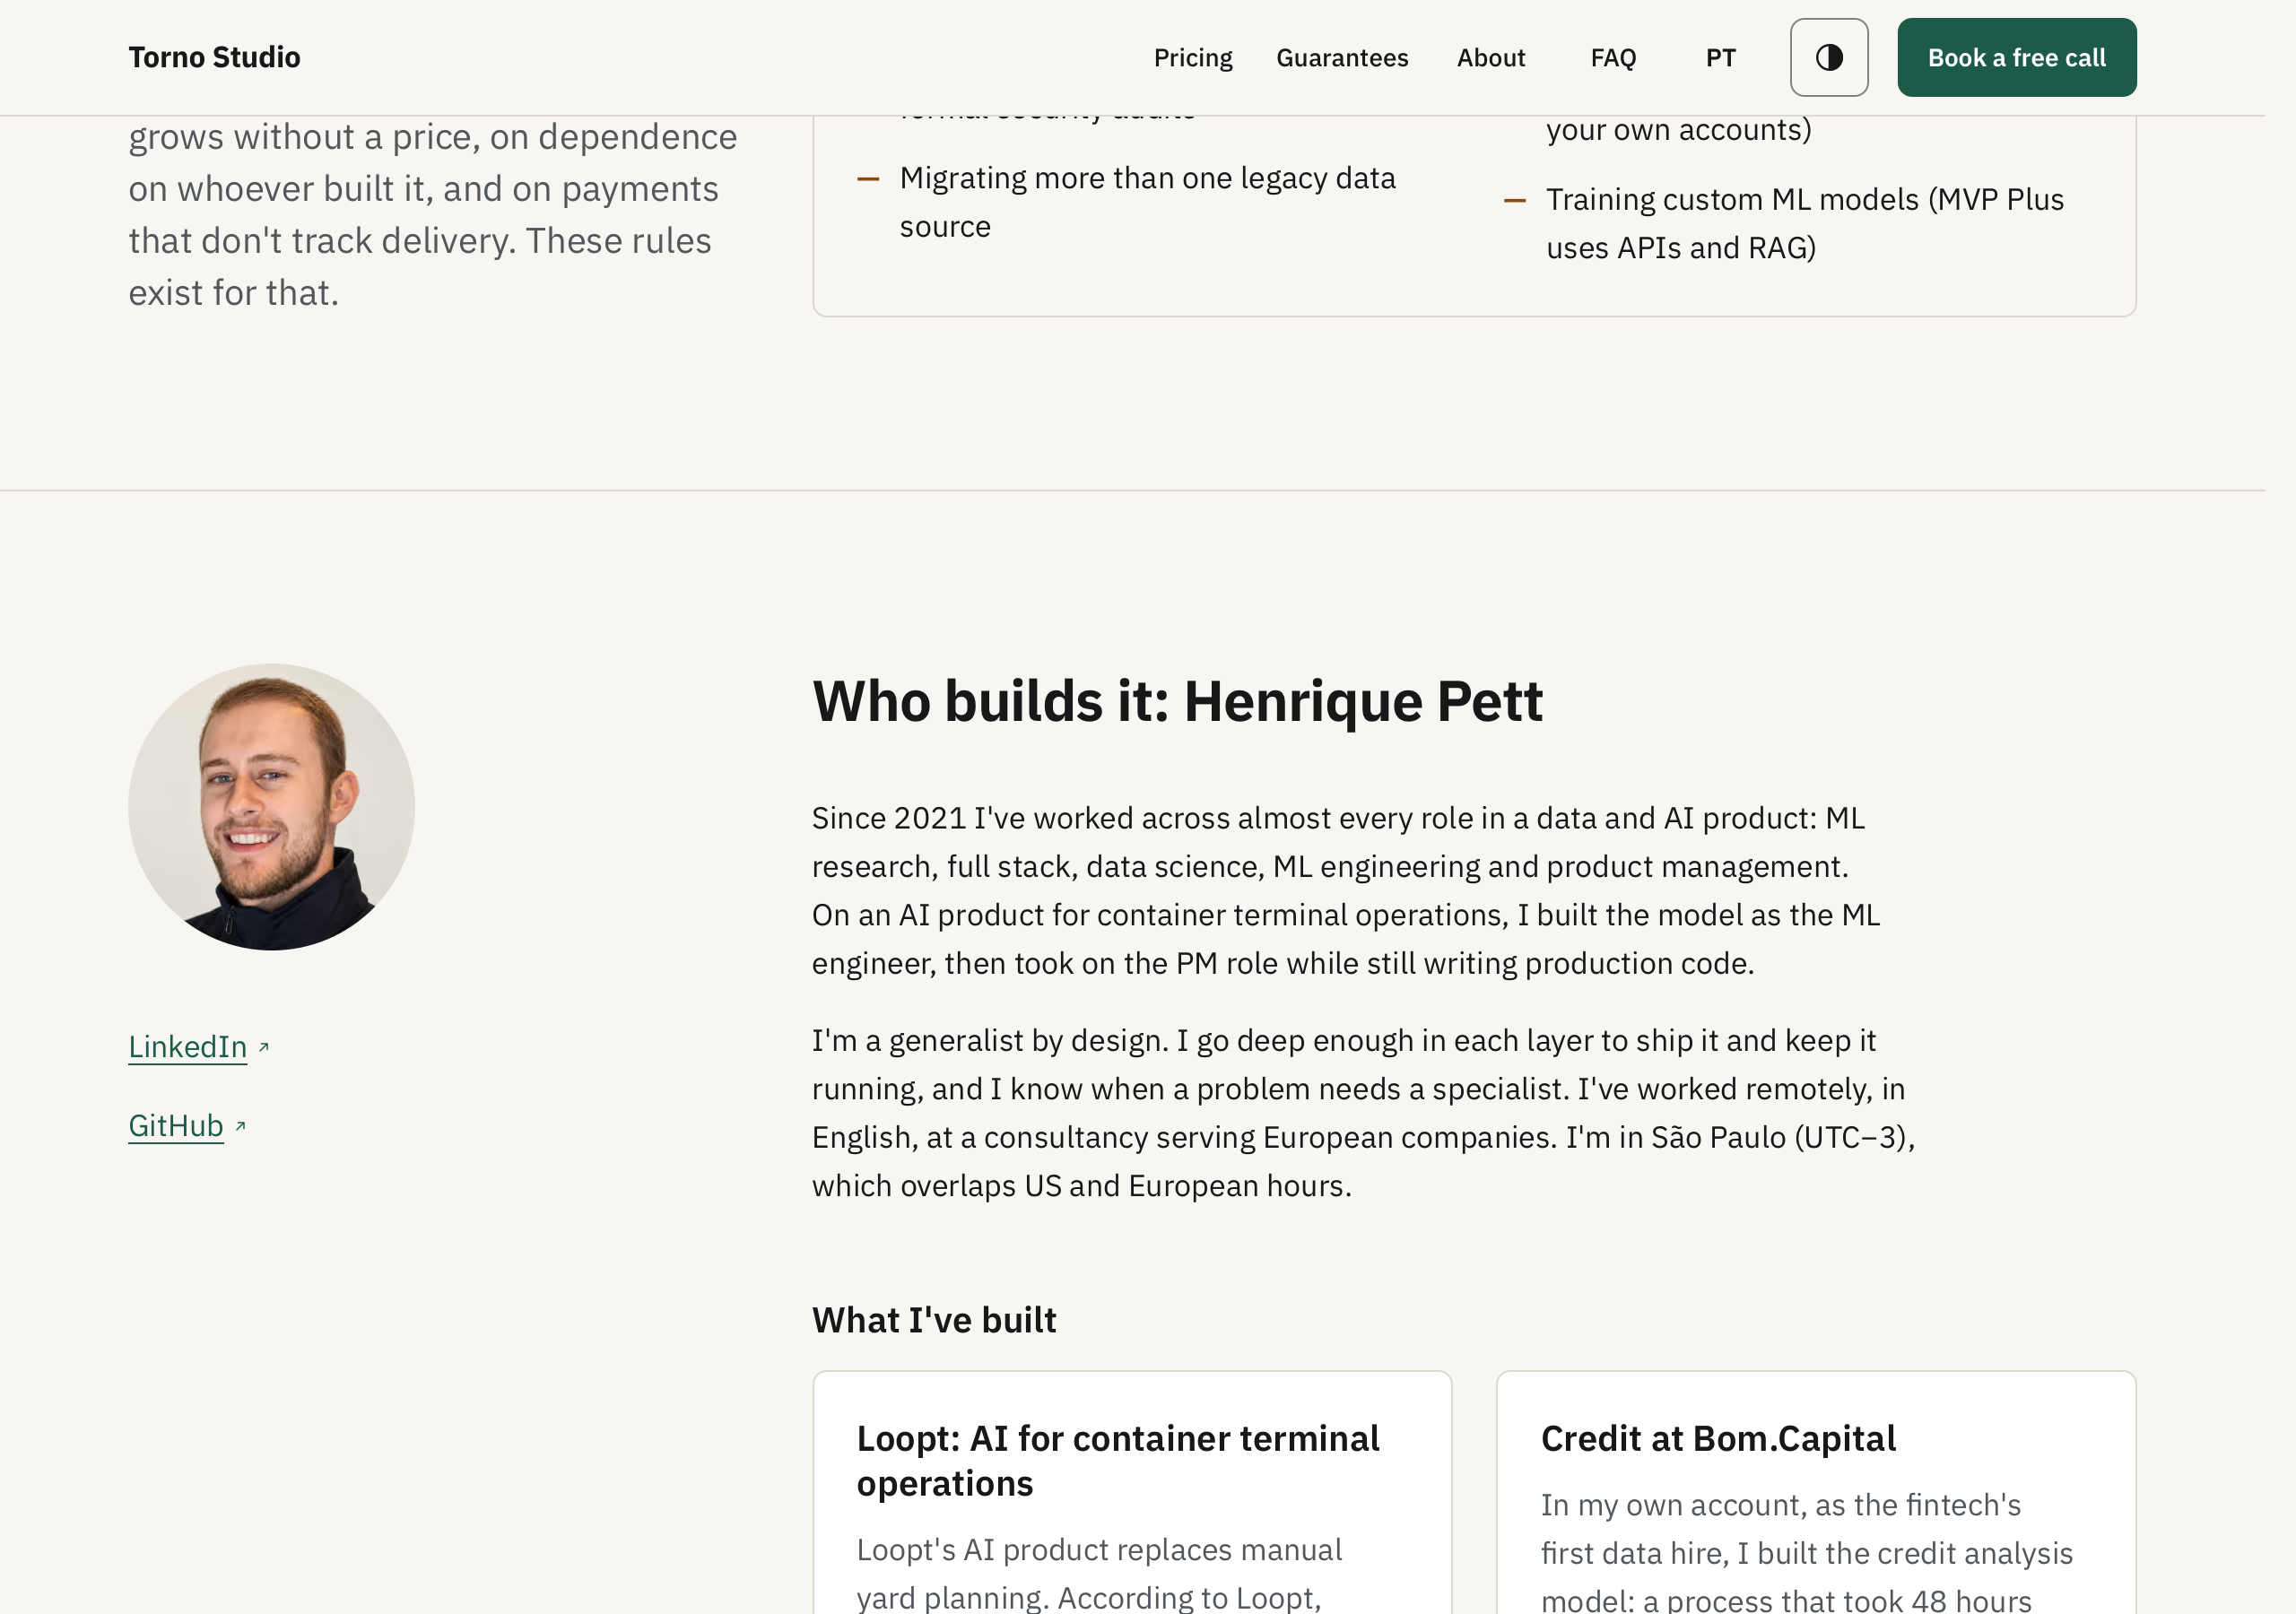 Torno Studio
Pricing
Guarantees
About
FAQ
PT
Book a free call
grows without a price, on dependence
on whoever built it, and on payments
that don't track delivery. These rules
exist for that.
— Migrating more than one legacy data
source
your own accounts)
— Training custom ML models (MVP Plus
uses APIs and RAG)
LinkedIn ↗
GitHub ↗
Who builds it: Henrique Pett
Since 2021 I've worked across almost every role in a data and AI product: ML
research, full stack, data science, ML engineering and product management.
On an AI product for container terminal operations, I built the model as the ML
engineer, then took on the PM role while still writing production code.
I'm a generalist by design. I go deep enough in each layer to ship it and keep it
running, and I know when a problem needs a specialist. I've worked remotely, in
English, at a consultancy serving European companies. I'm in São Paulo (UTC−3),
which overlaps US and European hours.
What I've built
Loopt: AI for container terminal
operations
Loopt's AI product replaces manual
yard planning. According to Loopt,
Credit at Bom.Capital
In my own account, as the fintech's
first data hire, I built the credit analysis
model: a process that took 48 hours